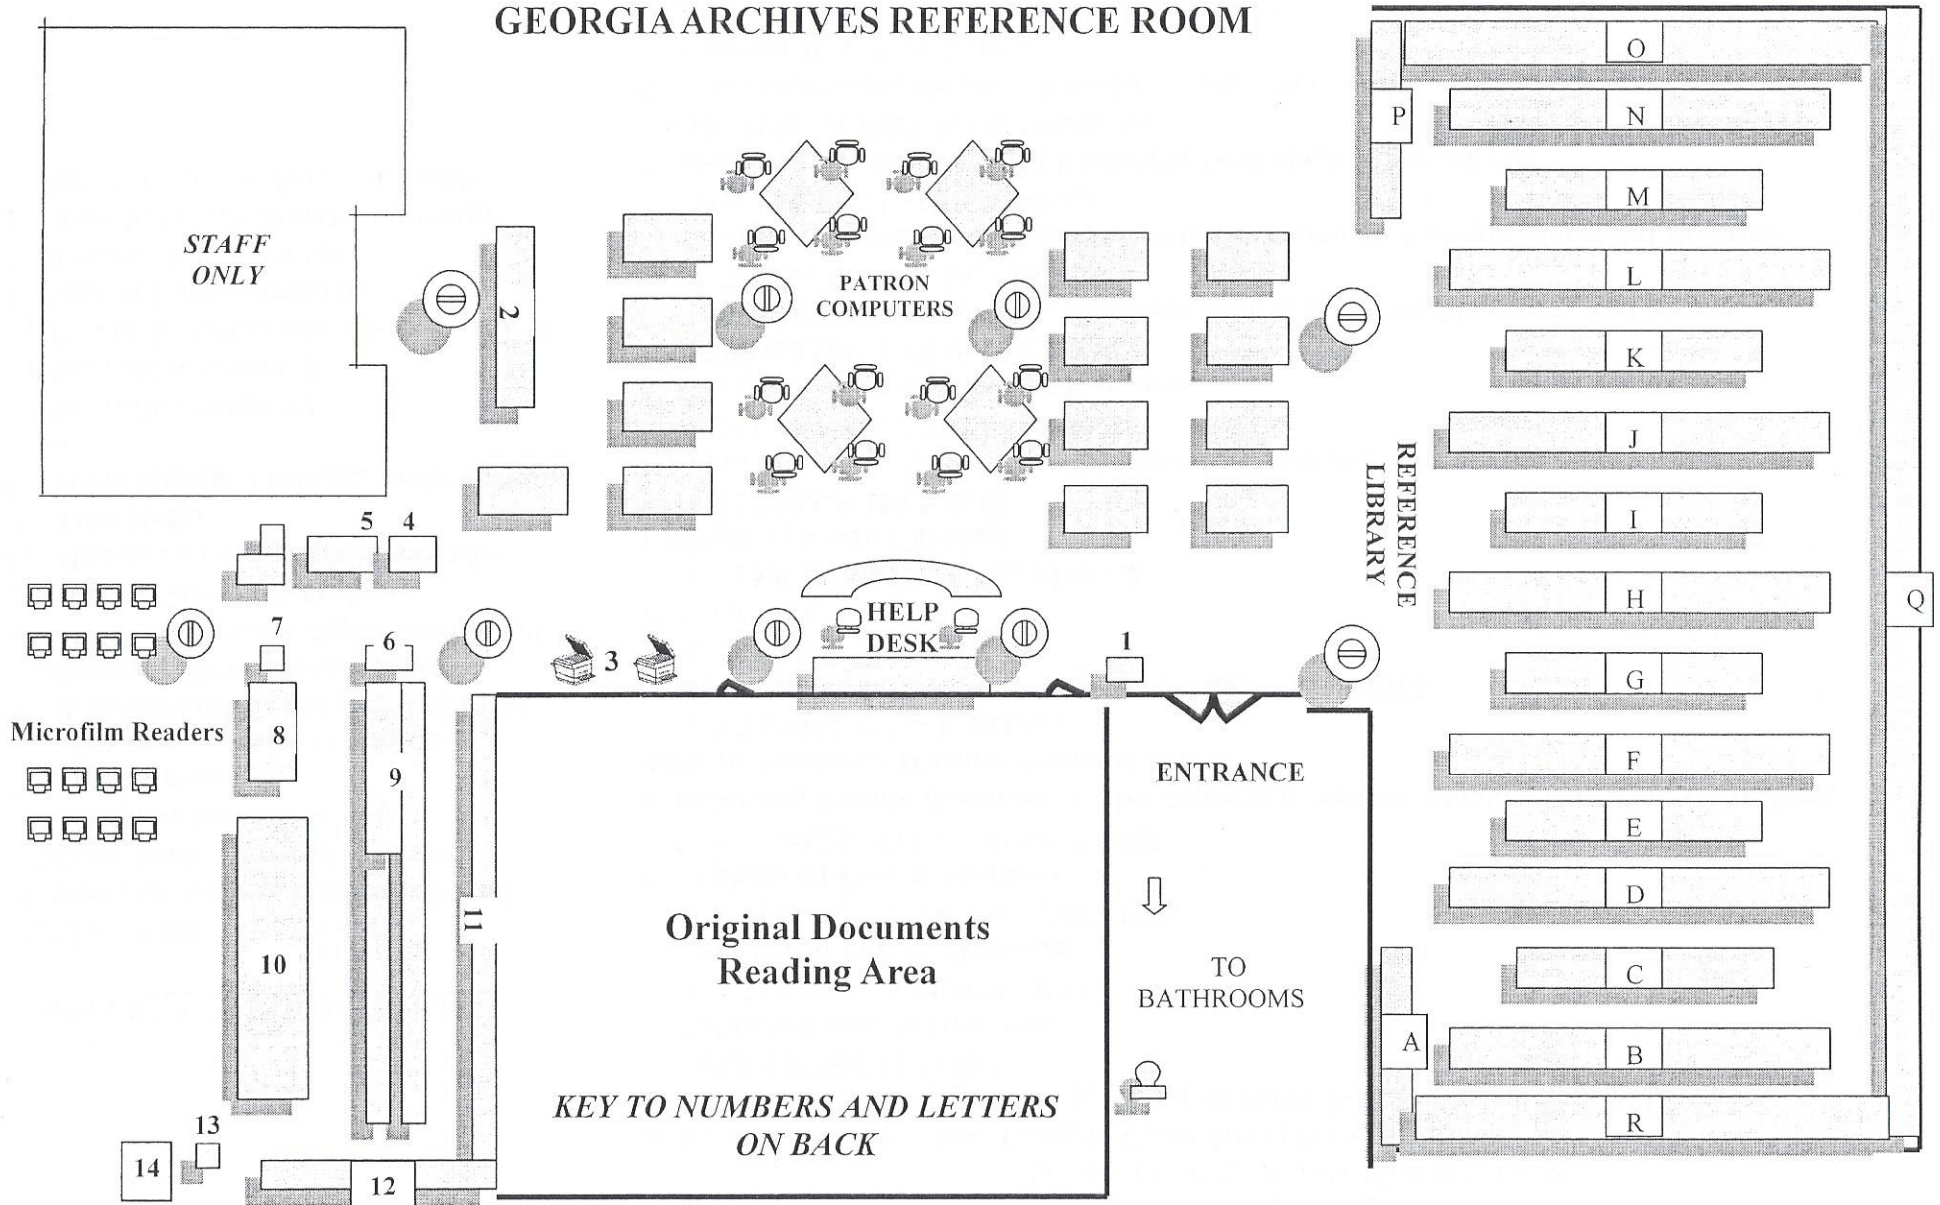 GEORGIA ARCHIVES REFERENCE ROOM
STAFF
ONLY
2
PATRON
COMPUTERS
5
4
7
6
3
HELP
DESK
1
Microfilm Readers
8
9
10
11
13
14
12
ENTRANCE
TO
BATHROOMS
Original Documents
Reading Area
KEY TO NUMBERS AND LETTERS
ON BACK
REFERENCE
LIBRARY
O
P
N
M
L
K
J
I
H
Q
G
F
E
D
C
A
B
R